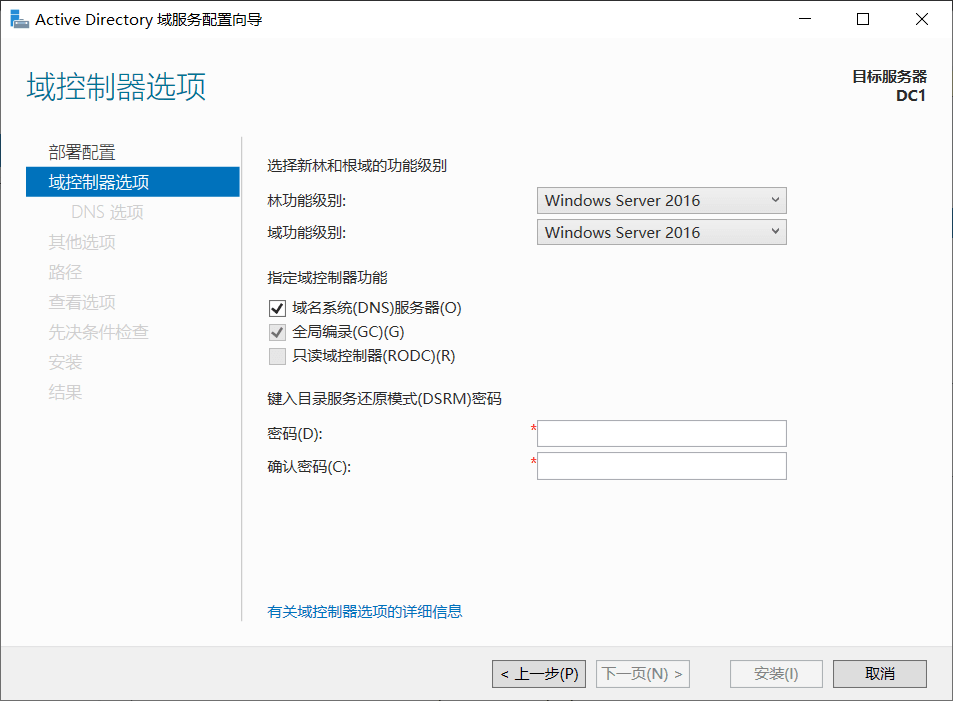 Active Directory 域服务配置向导
域控制器选项
目标服务器
DC1
部署配置
域控制器选项
DNS 选项
其他选项
路径
查看选项
先决条件检查
安装
结果
选择新林和根域的功能级别
林功能级别: Windows Server 2016
域功能级别: Windows Server 2016
指定域控制器功能
域名系统(DNS)服务器(O)
全局编录(GC)(G)
只读域控制器(RODC)(R)
键入目录服务还原模式(DSRM)密码
密码(D): *
确认密码(C): *
有关域控制器选项的详细信息
< 上一步(P) 下一页(N) > 安装(I) 取消